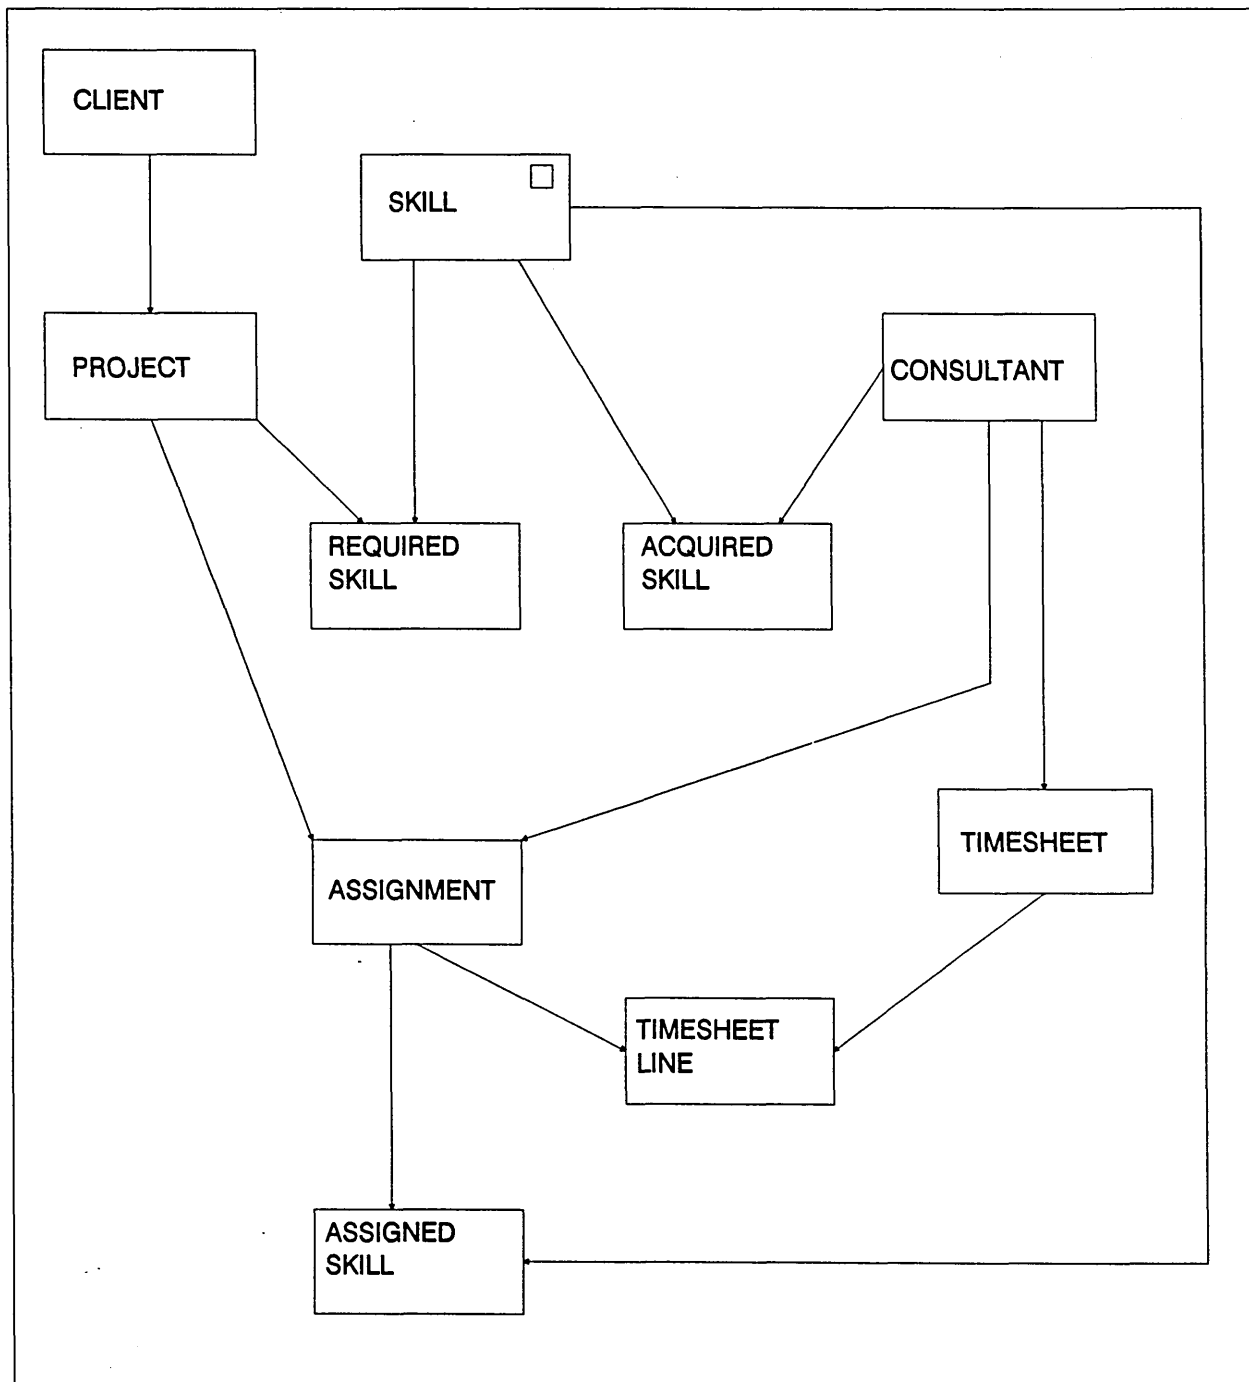 CLIENT
SKILL
PROJECT
CONSULTANT
REQUIRED
SKILL
ACQUIRED
SKILL
TIMESHEET
ASSIGNMENT
TIMESHEET
LINE
ASSIGNED
SKILL